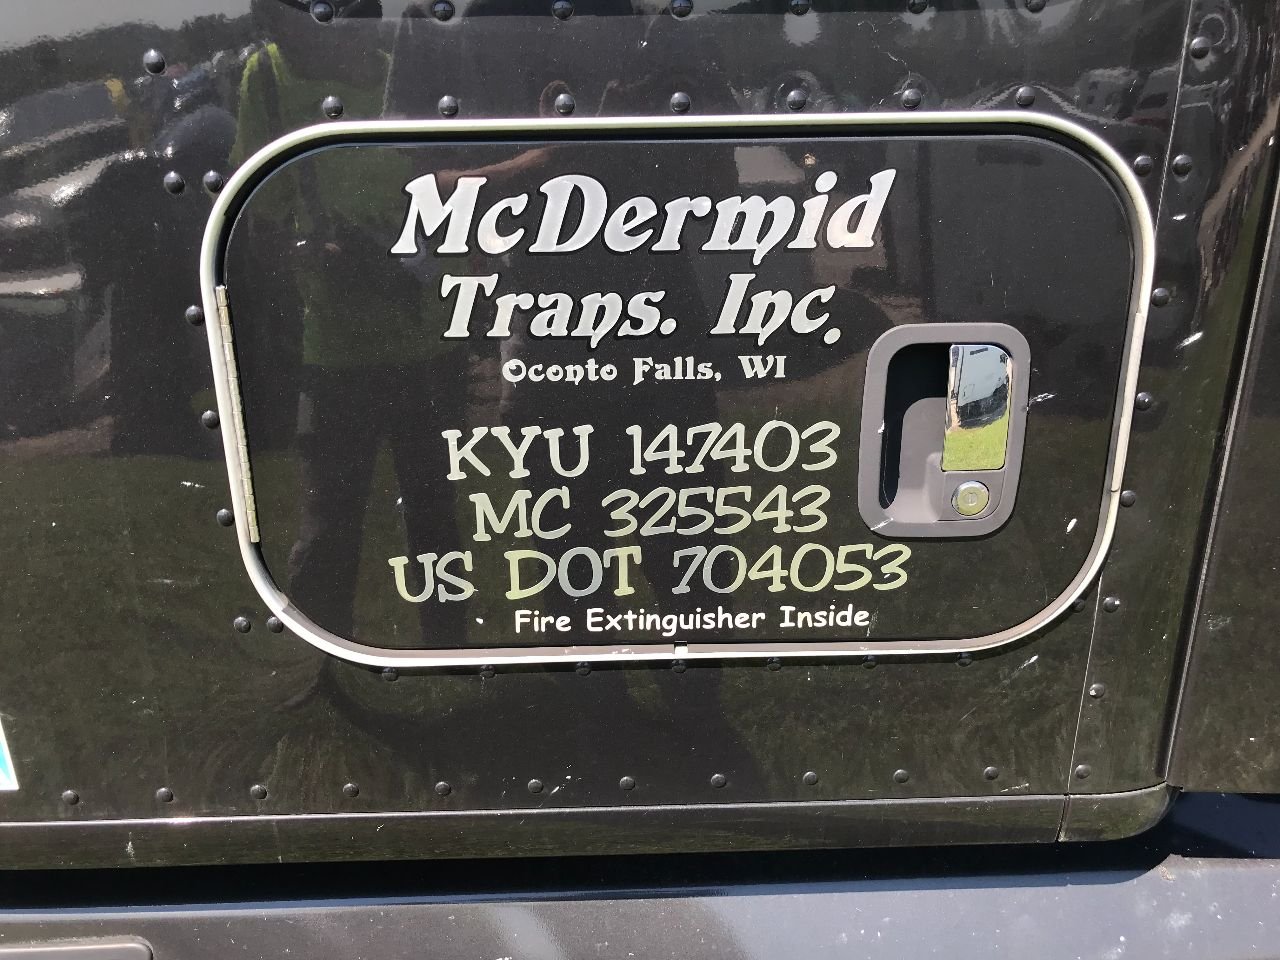 McDermid
Trans. Inc.
Oconto Falls, WI
KYU 147403
MC 325543
US DOT 704053
Fire Extinguisher Inside